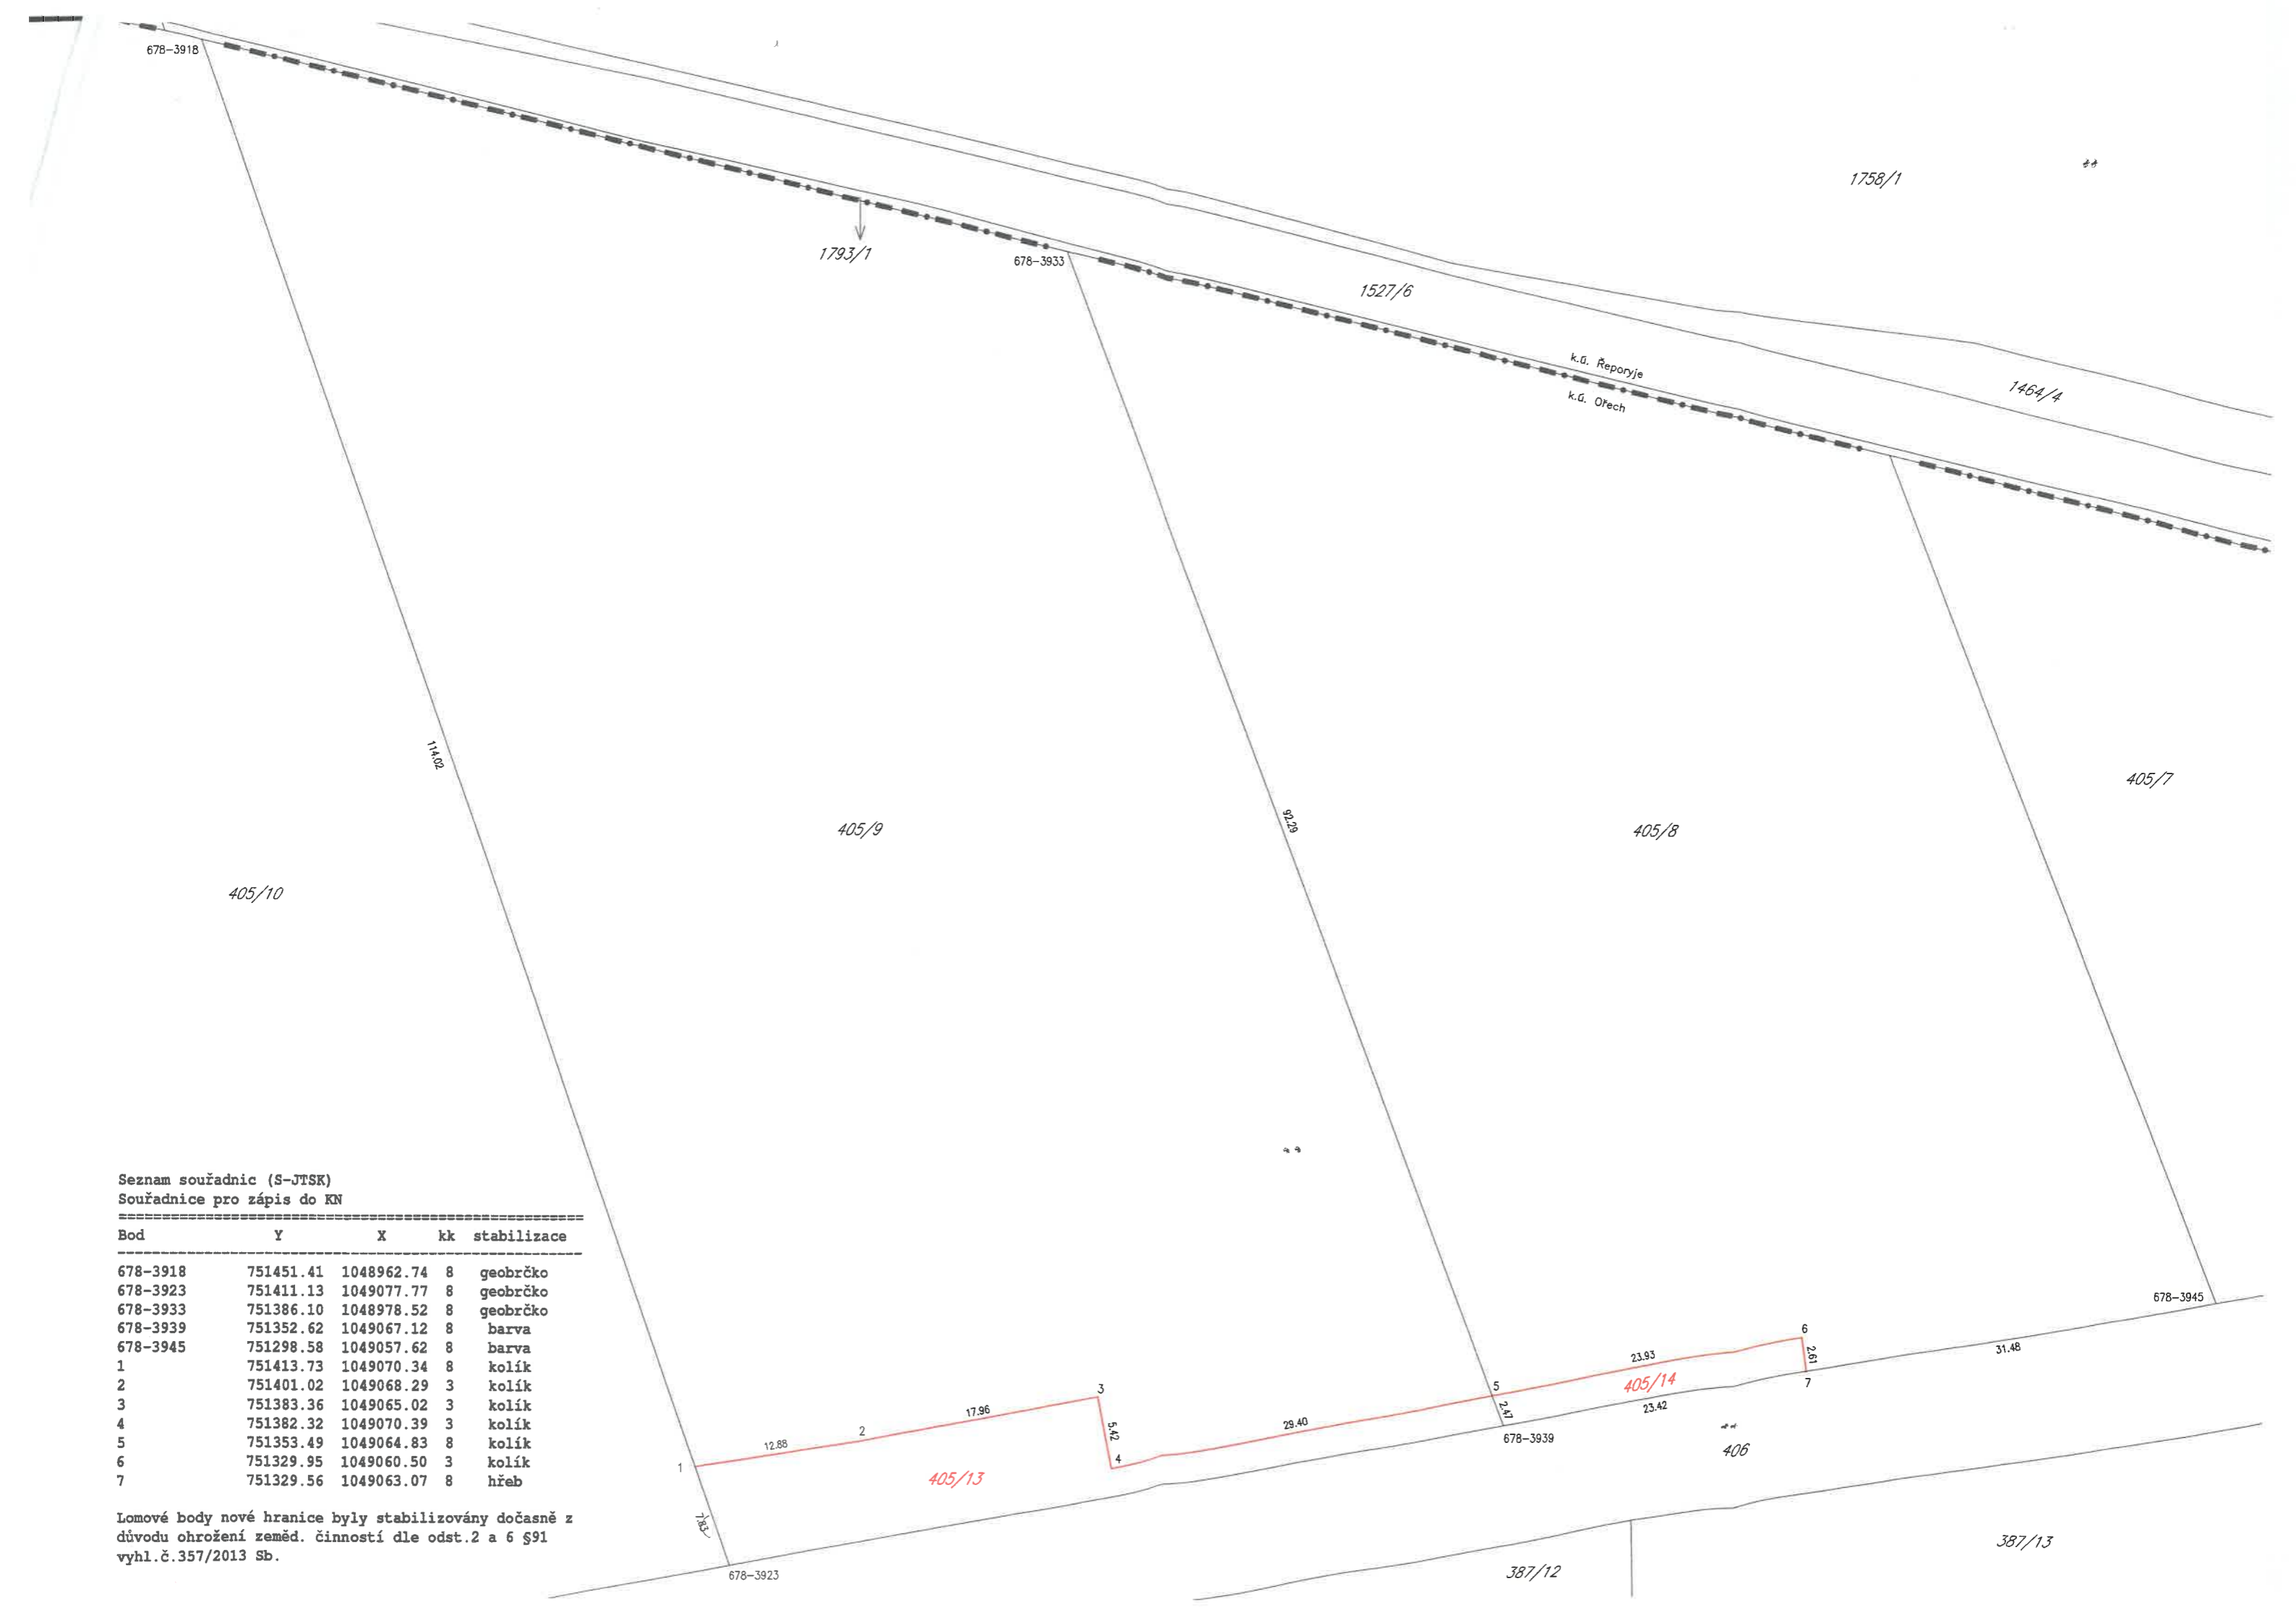 678-3918
1758/1
1793/1
678-3933
1527/6
k.ú. Řeporyje
k.ú. Ořech
1464/4
114.02
405/7
405/9
92.29
405/8
405/10
Seznam souřadnic (S-JTSK)
Souřadnice pro zápis do KN
Bod Y X kk stabilizace
678-3918 751451.41 1048962.74 8 geobrčko
678-3923 751411.13 1049077.77 8 geobrčko
678-3933 751386.10 1048978.52 8 geobrčko
678-3939 751352.62 1049067.12 8 barva
678-3945 751298.58 1049057.62 8 barva
1 751413.73 1049070.34 8 kolík
2 751401.02 1049068.29 3 kolík
3 751383.36 1049065.02 3 kolík
4 751382.32 1049070.39 3 kolík
5 751353.49 1049064.83 8 kolík
6 751329.95 1049060.50 3 kolík
7 751329.56 1049063.07 8 hřeb
Lomové body nové hranice byly stabilizovány dočasně z
důvodu ohrožení zeměd. činností dle odst.2 a 6 §91
vyhl.č.357/2013 Sb.
678-3945
6
23.93
2.61
31.48
405/14
7
5
3
17.96
2.47
23.42
29.40
5.42
2
12.88
678-3939
406
4
1
405/13
7.83
387/13
387/12
678-3923